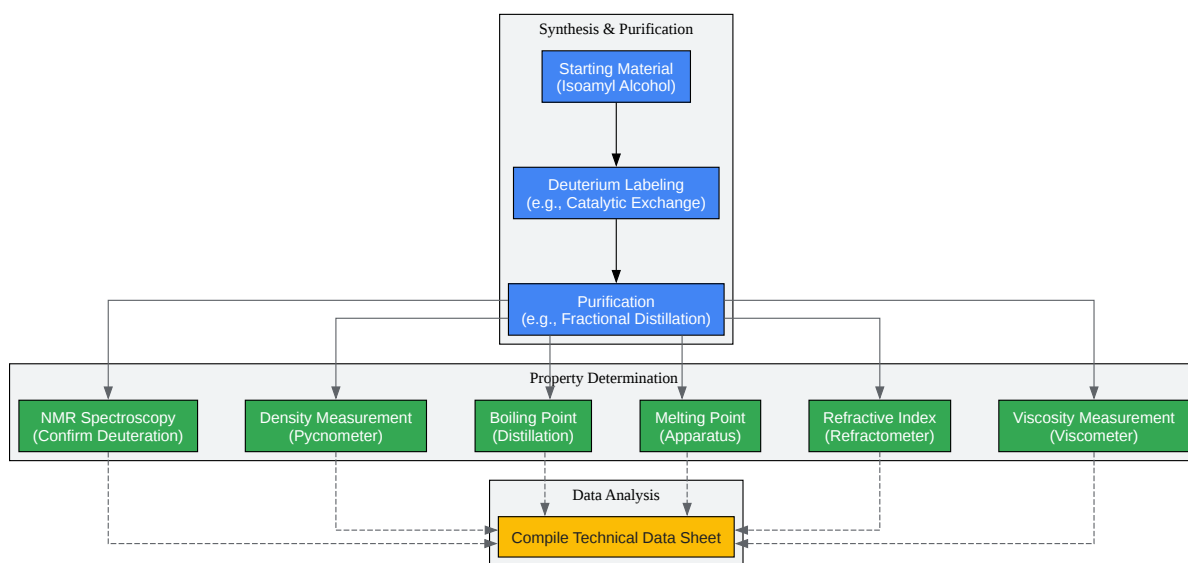 Synthesis & Purification
Starting Material
(Isoamyl Alcohol)
Deuterium Labeling
(e.g., Catalytic Exchange)
Purification
(e.g., Fractional Distillation)
Property Determination
NMR Spectroscopy
(Confirm Deuteration)
Density Measurement
(Pycnometer)
Boiling Point
(Distillation)
Melting Point
(Apparatus)
Refractive Index
(Refractometer)
Viscosity Measurement
(Viscometer)
Data Analysis
Compile Technical Data Sheet